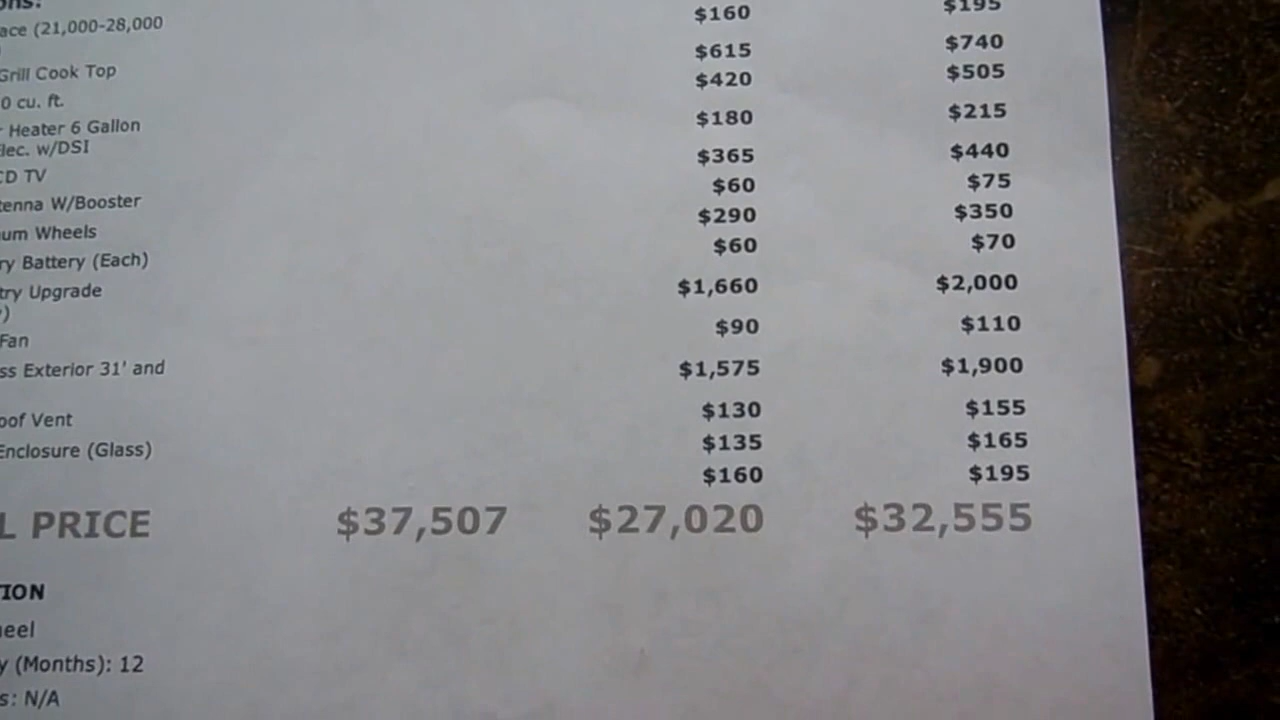 ons:
$160 $195
ace (21,000-28,000
)
$615 $740
Grill Cook Top
$420 $505
0 cu. ft.
r Heater 6 Gallon $180 $215
lec. w/DSI
$365 $440
CD TV
$60 $75
tenna W/Booster
$290 $350
um Wheels
$60 $70
ry Battery (Each)
try Upgrade $1,660 $2,000
)
Fan $90 $110
ss Exterior 31' and $1,575 $1,900
oof Vent $130 $155
Enclosure (Glass) $135 $165
$160 $195
L PRICE $37,507 $27,020 $32,555
TION
heel
y (Months): 12
s: N/A